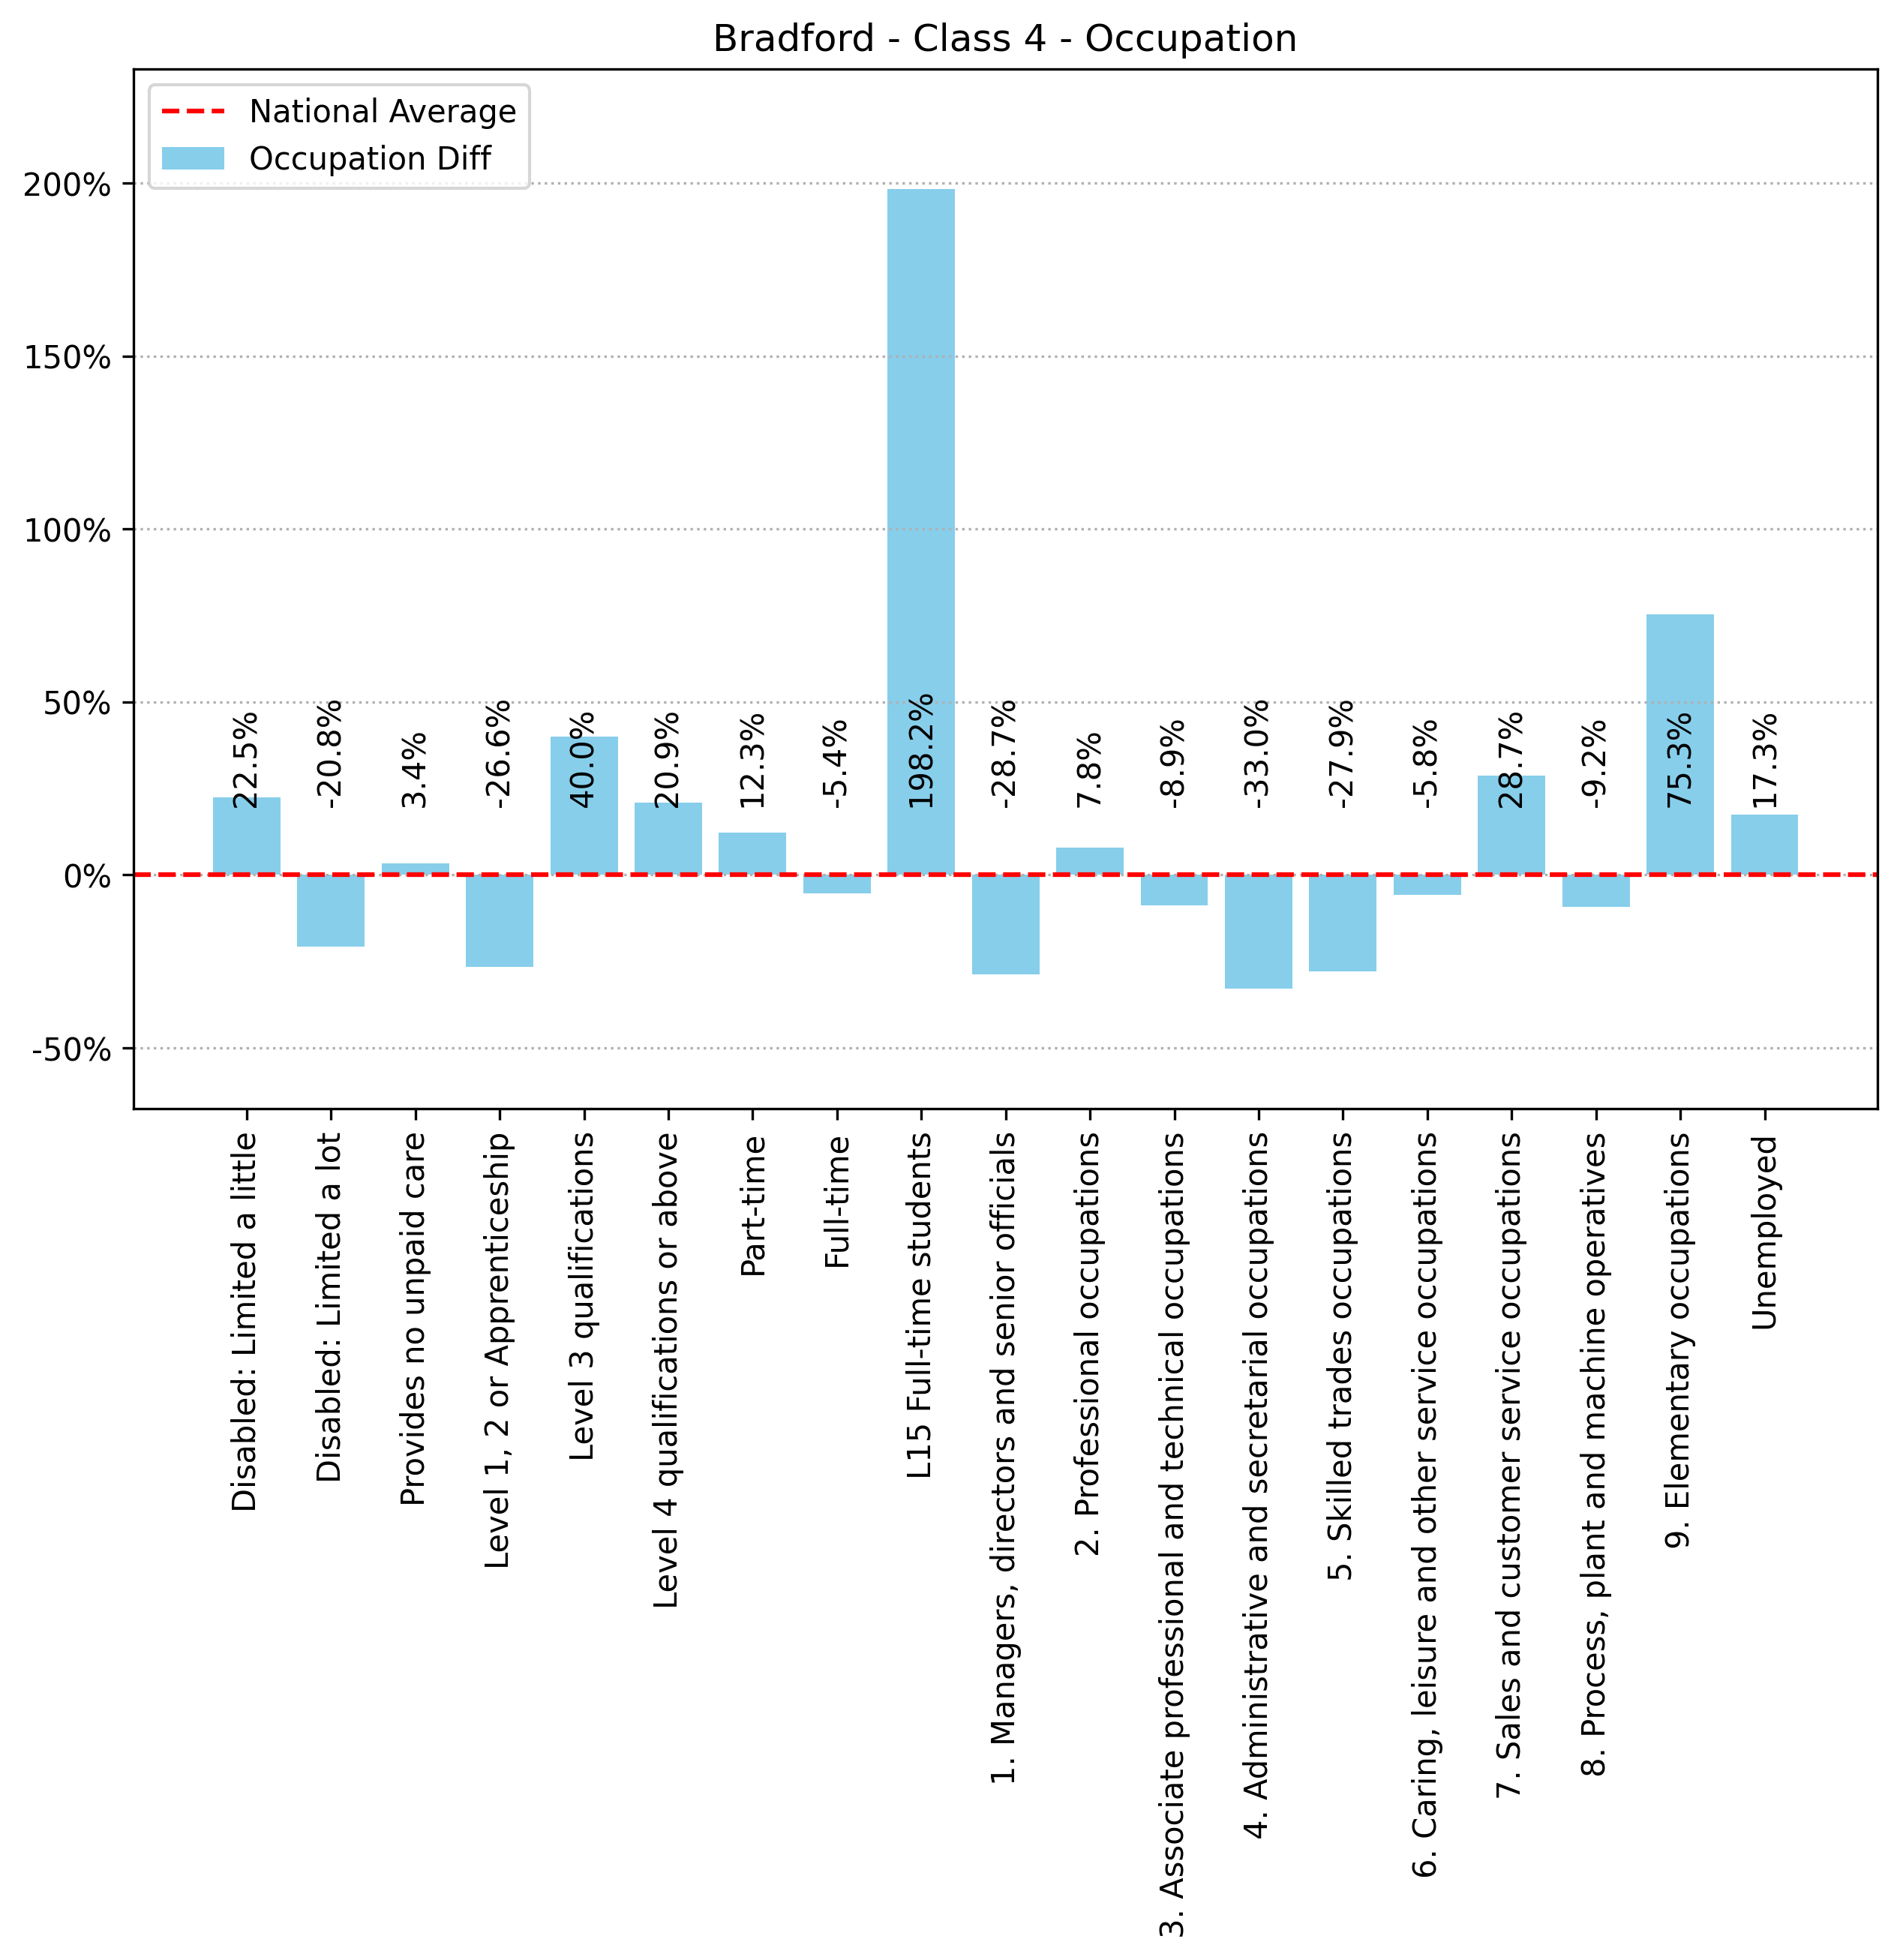 Bradford - Class 4 - Occupation
National Average
Occupation Diff
200%
150%
100%
50%
0%
-50%
22.5%
-20.8%
3.4%
-26.6%
40.0%
20.9%
12.3%
-5.4%
198.2%
-28.7%
7.8%
-8.9%
-33.0%
-27.9%
-5.8%
28.7%
-9.2%
75.3%
17.3%
Disabled: Limited a little
Disabled: Limited a lot
Provides no unpaid care
Level 1, 2 or Apprenticeship
Level 3 qualifications
Level 4 qualifications or above
Part-time
Full-time
L15 Full-time students
1. Managers, directors and senior officials
2. Professional occupations
3. Associate professional and technical occupations
4. Administrative and secretarial occupations
5. Skilled trades occupations
6. Caring, leisure and other service occupations
7. Sales and customer service occupations
8. Process, plant and machine operatives
9. Elementary occupations
Unemployed